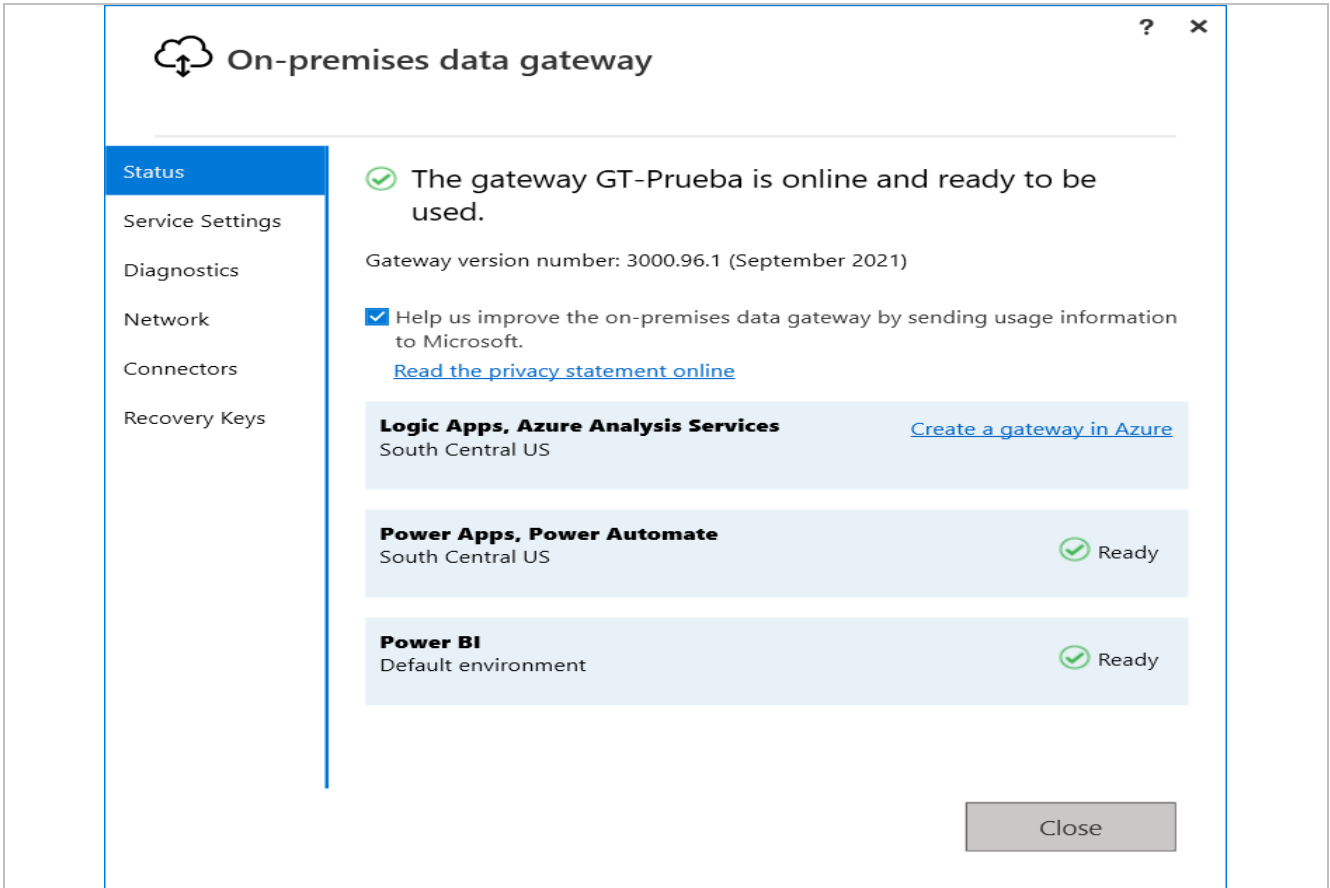 ? ×
On-premises data gateway
Status
Service Settings
Diagnostics
Network
Connectors
Recovery Keys
The gateway GT-Prueba is online and ready to be
used.
Gateway version number: 3000.96.1 (September 2021)
Help us improve the on-premises data gateway by sending usage information
to Microsoft.
Read the privacy statement online
Logic Apps, Azure Analysis Services
South Central US
Create a gateway in Azure
Power Apps, Power Automate
South Central US
Ready
Power BI
Default environment
Ready
Close